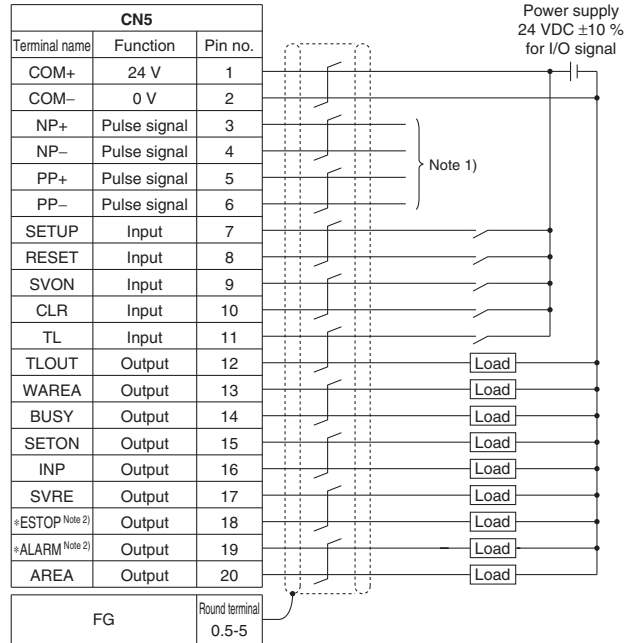 Power supply
24 VDC ±10 %
for I/O signal
CN5
Terminal name Function Pin no.
COM+ 24 V 1
COM− 0 V 2
NP+ Pulse signal 3
NP− Pulse signal 4
PP+ Pulse signal 5
PP− Pulse signal 6
Note 1)
SETUP Input 7
RESET Input 8
SVON Input 9
CLR Input 10
TL Input 11
TLOUT Output 12 Load
WAREA Output 13 Load
BUSY Output 14 Load
SETON Output 15 Load
INP Output 16 Load
SVRE Output 17 Load
*ESTOP Note 2) Output 18 Load
*ALARM Note 2) Output 19 Load
AREA Output 20 Load
FG Round terminal
0.5-5